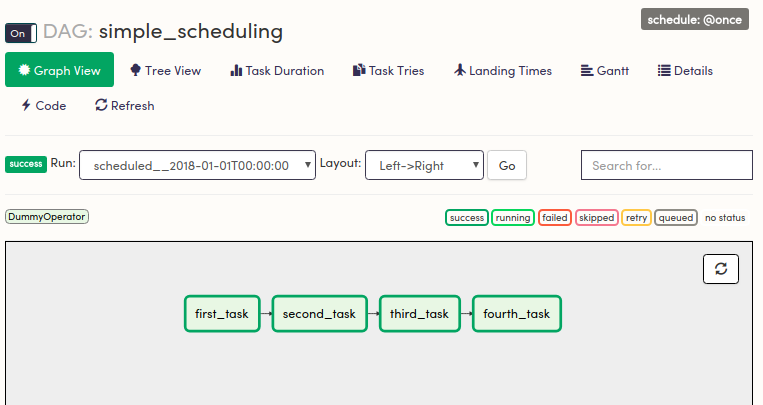 On DAG: simple_scheduling schedule: @once
Graph View Tree View Task Duration Task Tries Landing Times Gantt Details
Code Refresh
success Run: scheduled__2018-01-01T00:00:00 Layout: Left->Right Go Search for...
DummyOperator success running failed skipped retry queued no status
first_task second_task third_task fourth_task